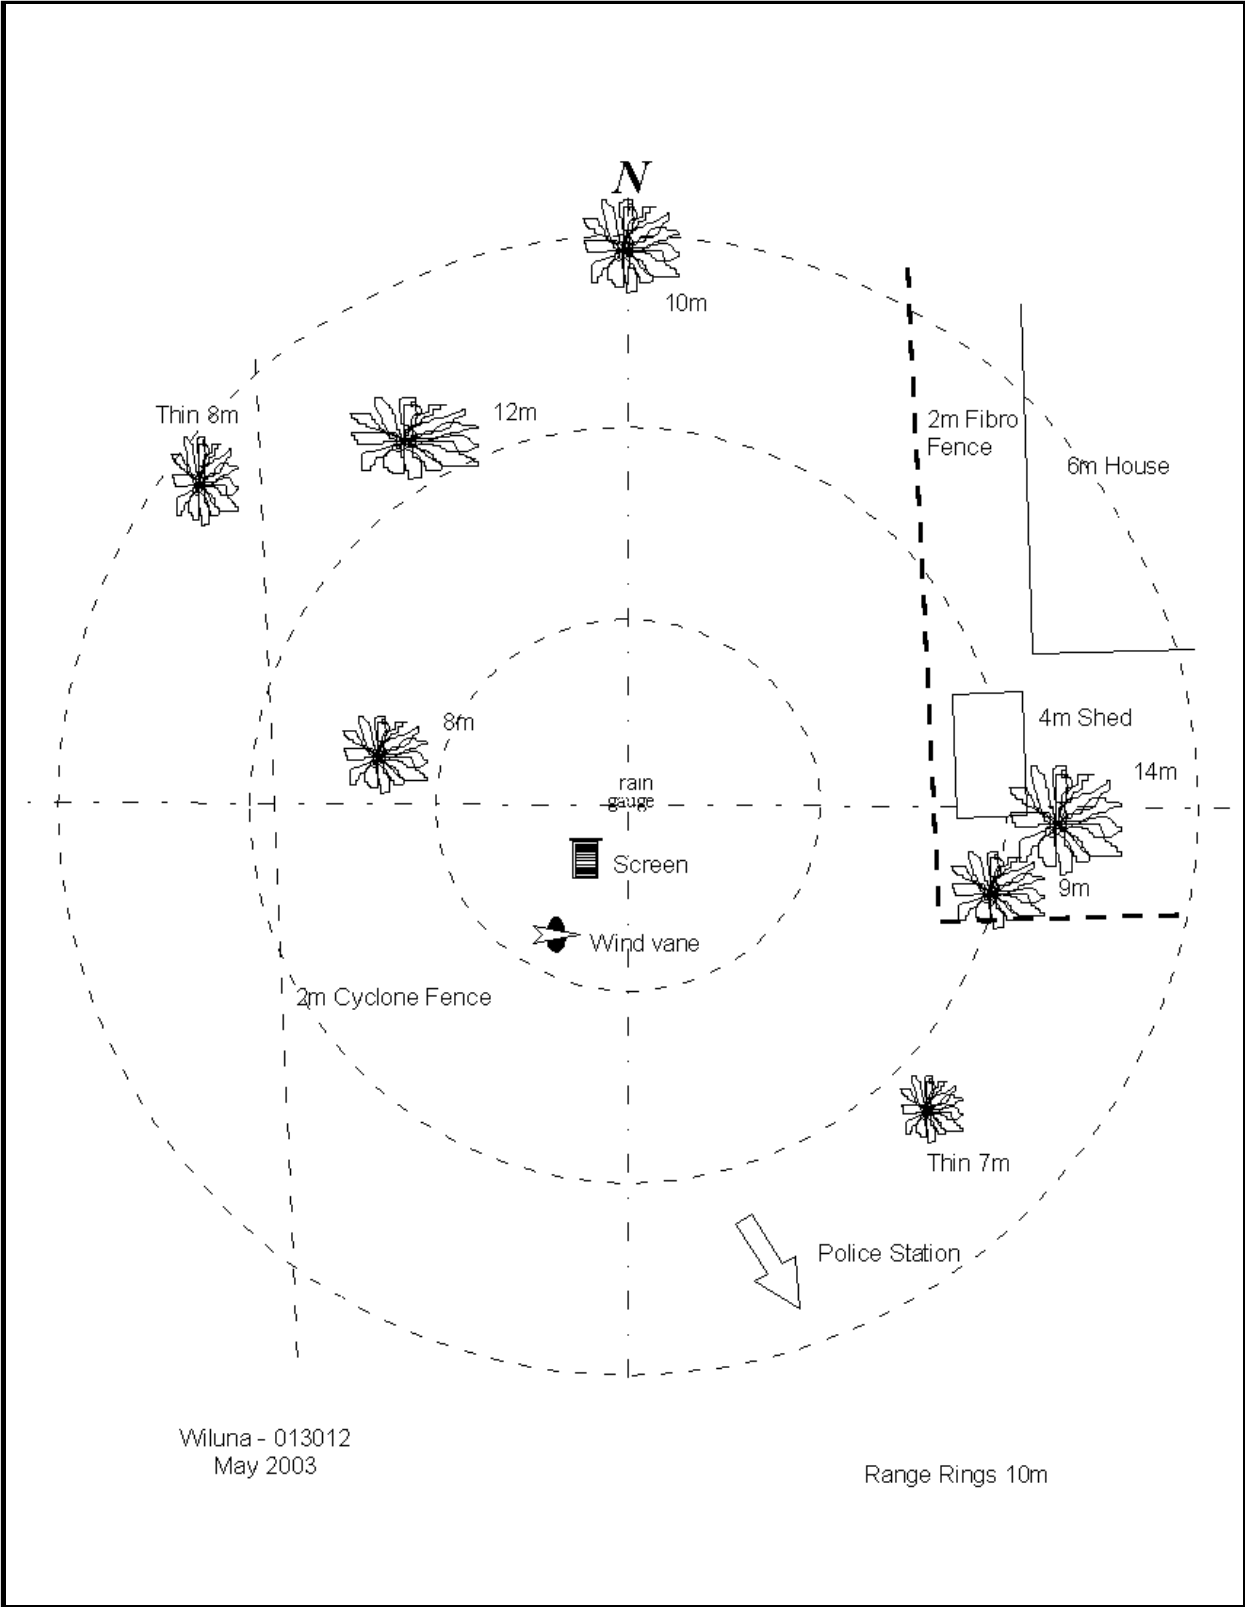 N
10m
Thin 8m
12m
2m Fibro
Fence
6m House
8m
4m Shed
14m
rain
gauge
Screen
9m
Wind vane
2m Cyclone Fence
Thin 7m
Police Station
Wiluna - 013012
May 2003
Range Rings 10m